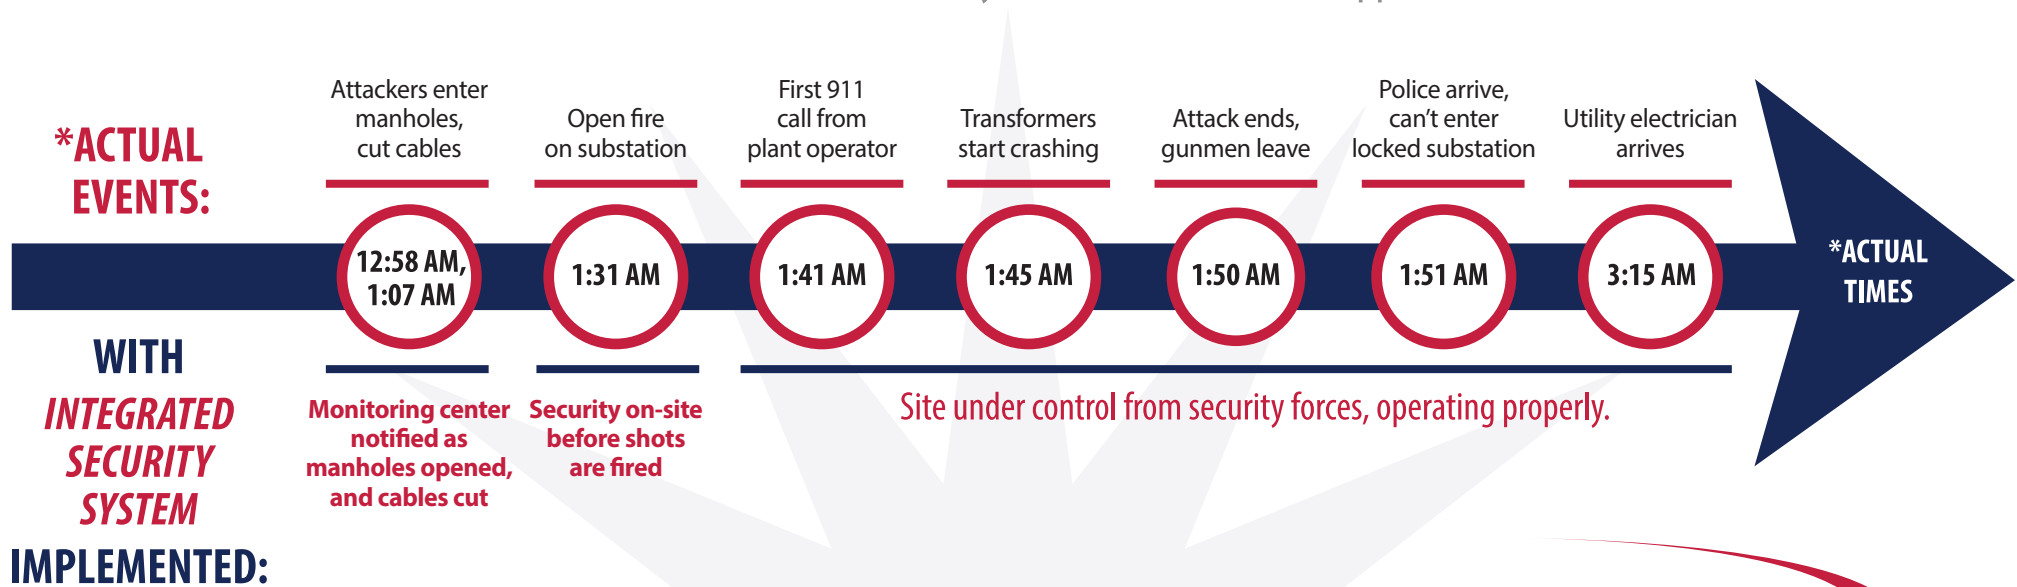 Attackers enter
manholes,
cut cables
Open fire
on substation
First 911
call from
plant operator
Transformers
start crashing
Attack ends,
gunmen leave
Police arrive,
can’t enter
locked substation
Utility electrician
arrives
*ACTUAL
EVENTS:
12:58 AM,
1:07 AM
1:31 AM
1:41 AM
1:45 AM
1:50 AM
1:51 AM
3:15 AM
*ACTUAL
TIMES
WITH
INTEGRATED
SECURITY
SYSTEM
IMPLEMENTED:
Monitoring center
notified as
manholes opened,
and cables cut
Security on-site
before shots
are fired
Site under control from security forces, operating properly.